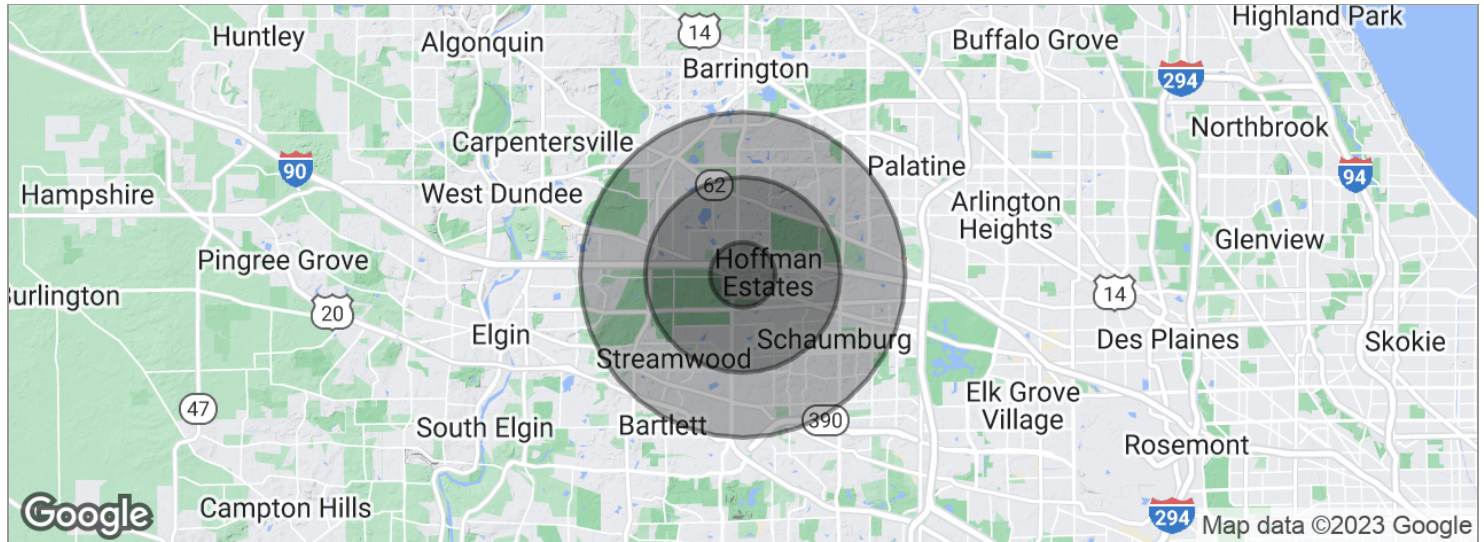 Highland Park
Huntley
Algonquin
14
Buffalo Grove
Barrington
294
Northbrook
Carpentersville
Palatine
90
94
Hampshire
West Dundee
62
Arlington
Heights
Glenview
Pingree Grove
Hoffman
Estates
Burlington
20
14
Elgin
Schaumburg
Des Plaines
Skokie
Streamwood
47
Elk Grove
Village
South Elgin
Bartlett
390
Rosemont
Campton Hills
Google
294
Map data ©2023 Google